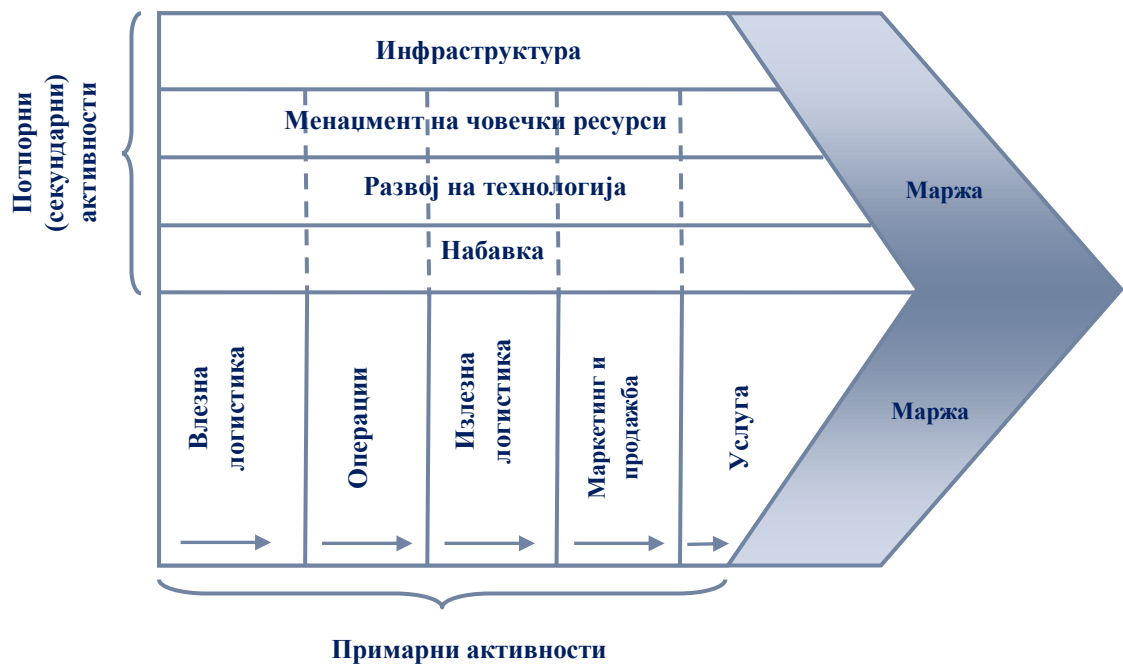 Потпорни
(секундарни)
активности
Инфраструктура
Менаџмент на човечки ресурси
Развој на технологија
Набавка
Маржа
Влезна
логистика
Операции
Излезна
логистика
Маркетинг и
продажба
Услуга
Маржа
Примарни активности